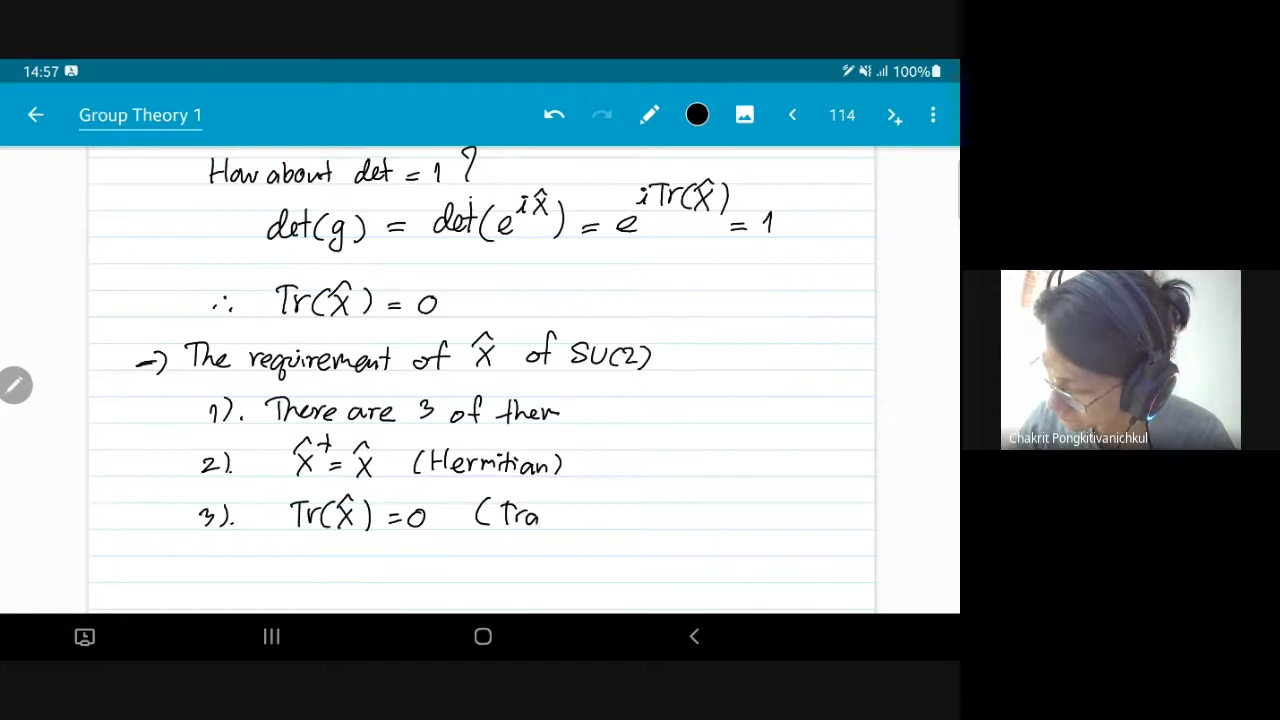 14:57
100%
Group Theory 1
114
How about det = 1 ?
det(g) = det(e^{iX̂}) = e^{iTr(X̂)} = 1
∴ Tr(X̂) = 0
→) The requirement of X̂ of SU(2)
1). There are 3 of them
2). X̂^† = X̂ (Hermitian)
3). Tr(X̂) = 0 (Tra
Chakrit Pongkitivanichkul